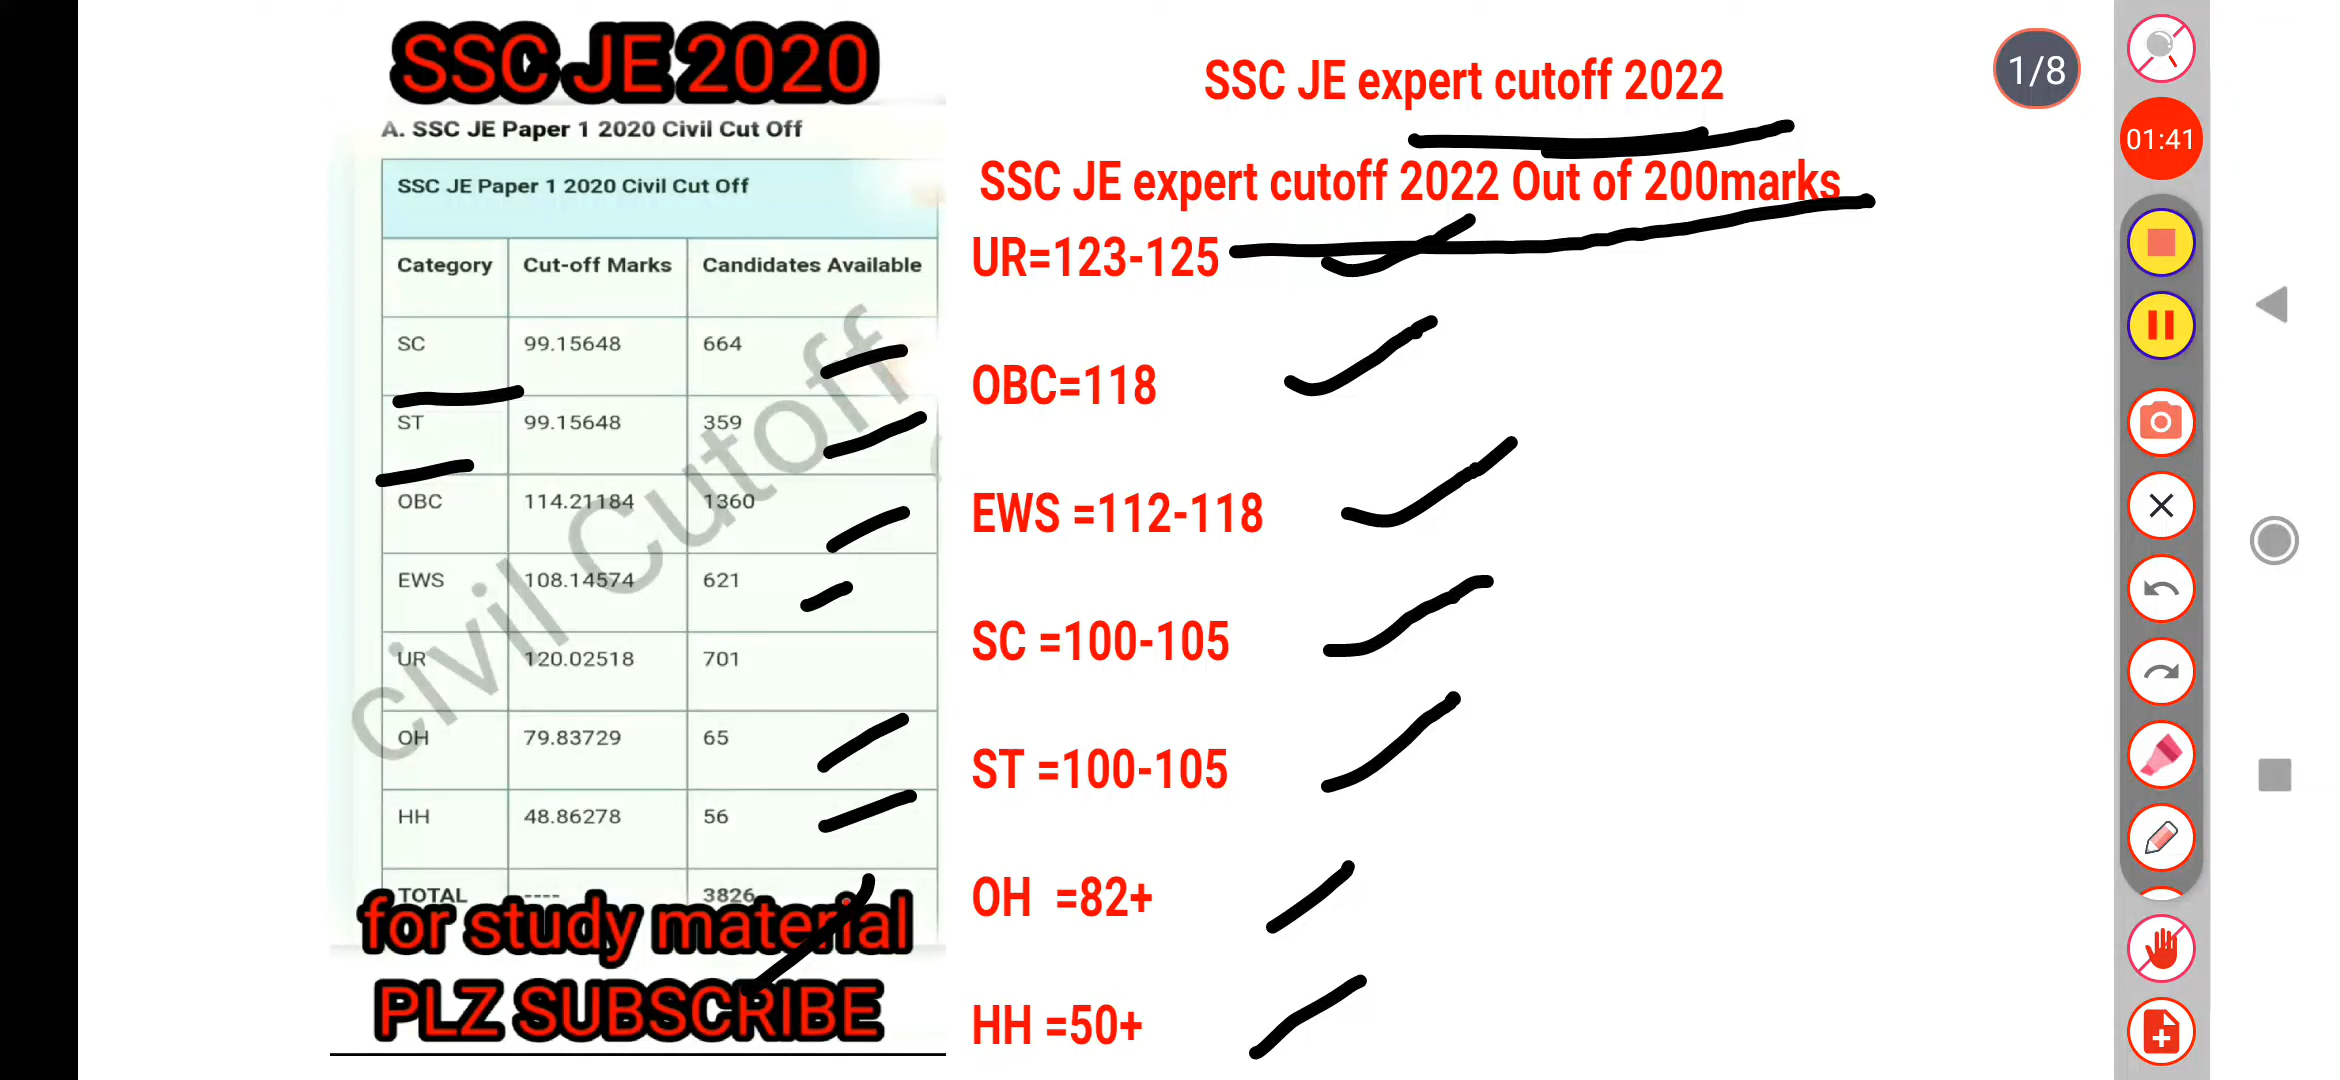 SSC JE 2020
A. SSC JE Paper 1 2020 Civil Cut Off
SSC JE Paper 1 2020 Civil Cut Off
Category Cut-off Marks Candidates Available
SC 99.15648 664
ST 99.15648 359
OBC 114.21184 1360
EWS 108.14574 621
UR 120.02518 701
OH 79.83729 65
HH 48.86278 56
TOTAL ---- 3826
civil Cutoff
for study material
PLZ SUBSCRIBE
SSC JE expert cutoff 2022
SSC JE expert cutoff 2022 Out of 200marks
UR=123-125
OBC=118
EWS =112-118
SC =100-105
ST =100-105
OH =82+
HH =50+
1/8
01:41